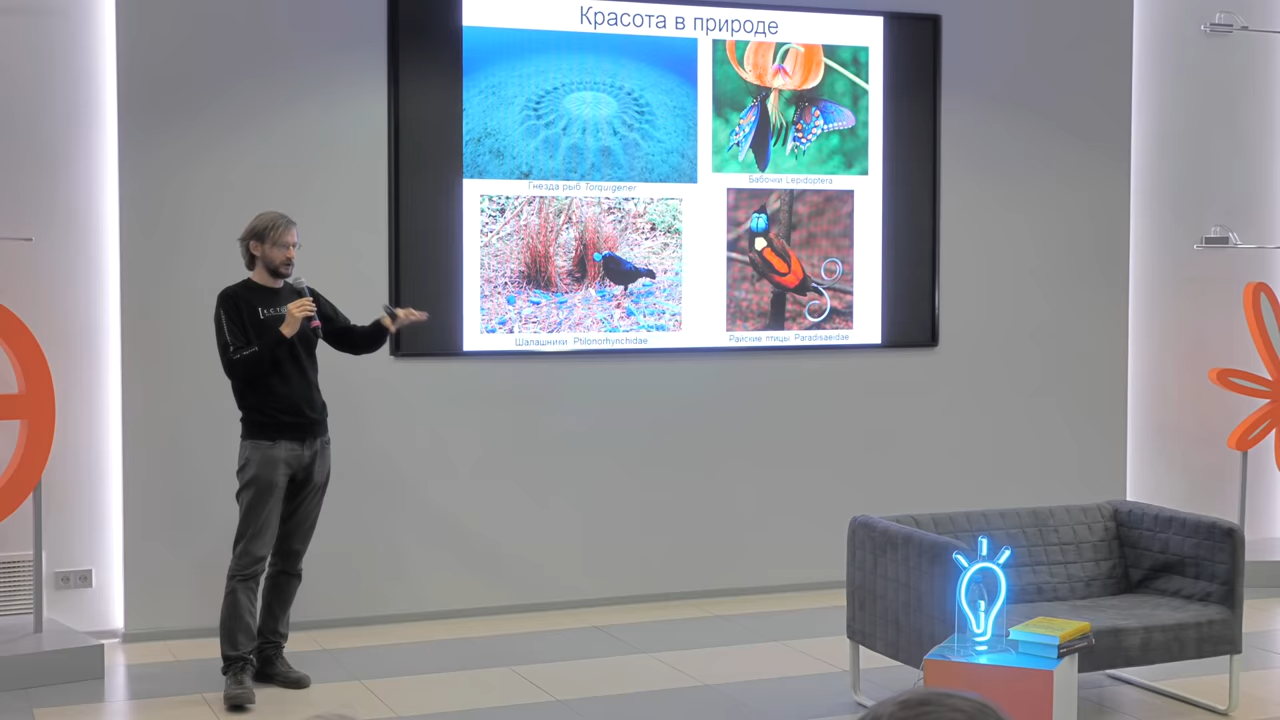 Красота в природе
Гнезда рыб Torquigener
Бабочки Lepidoptera
Шалашники Ptilonorhynchidae
Райские птицы Paradisaeidae